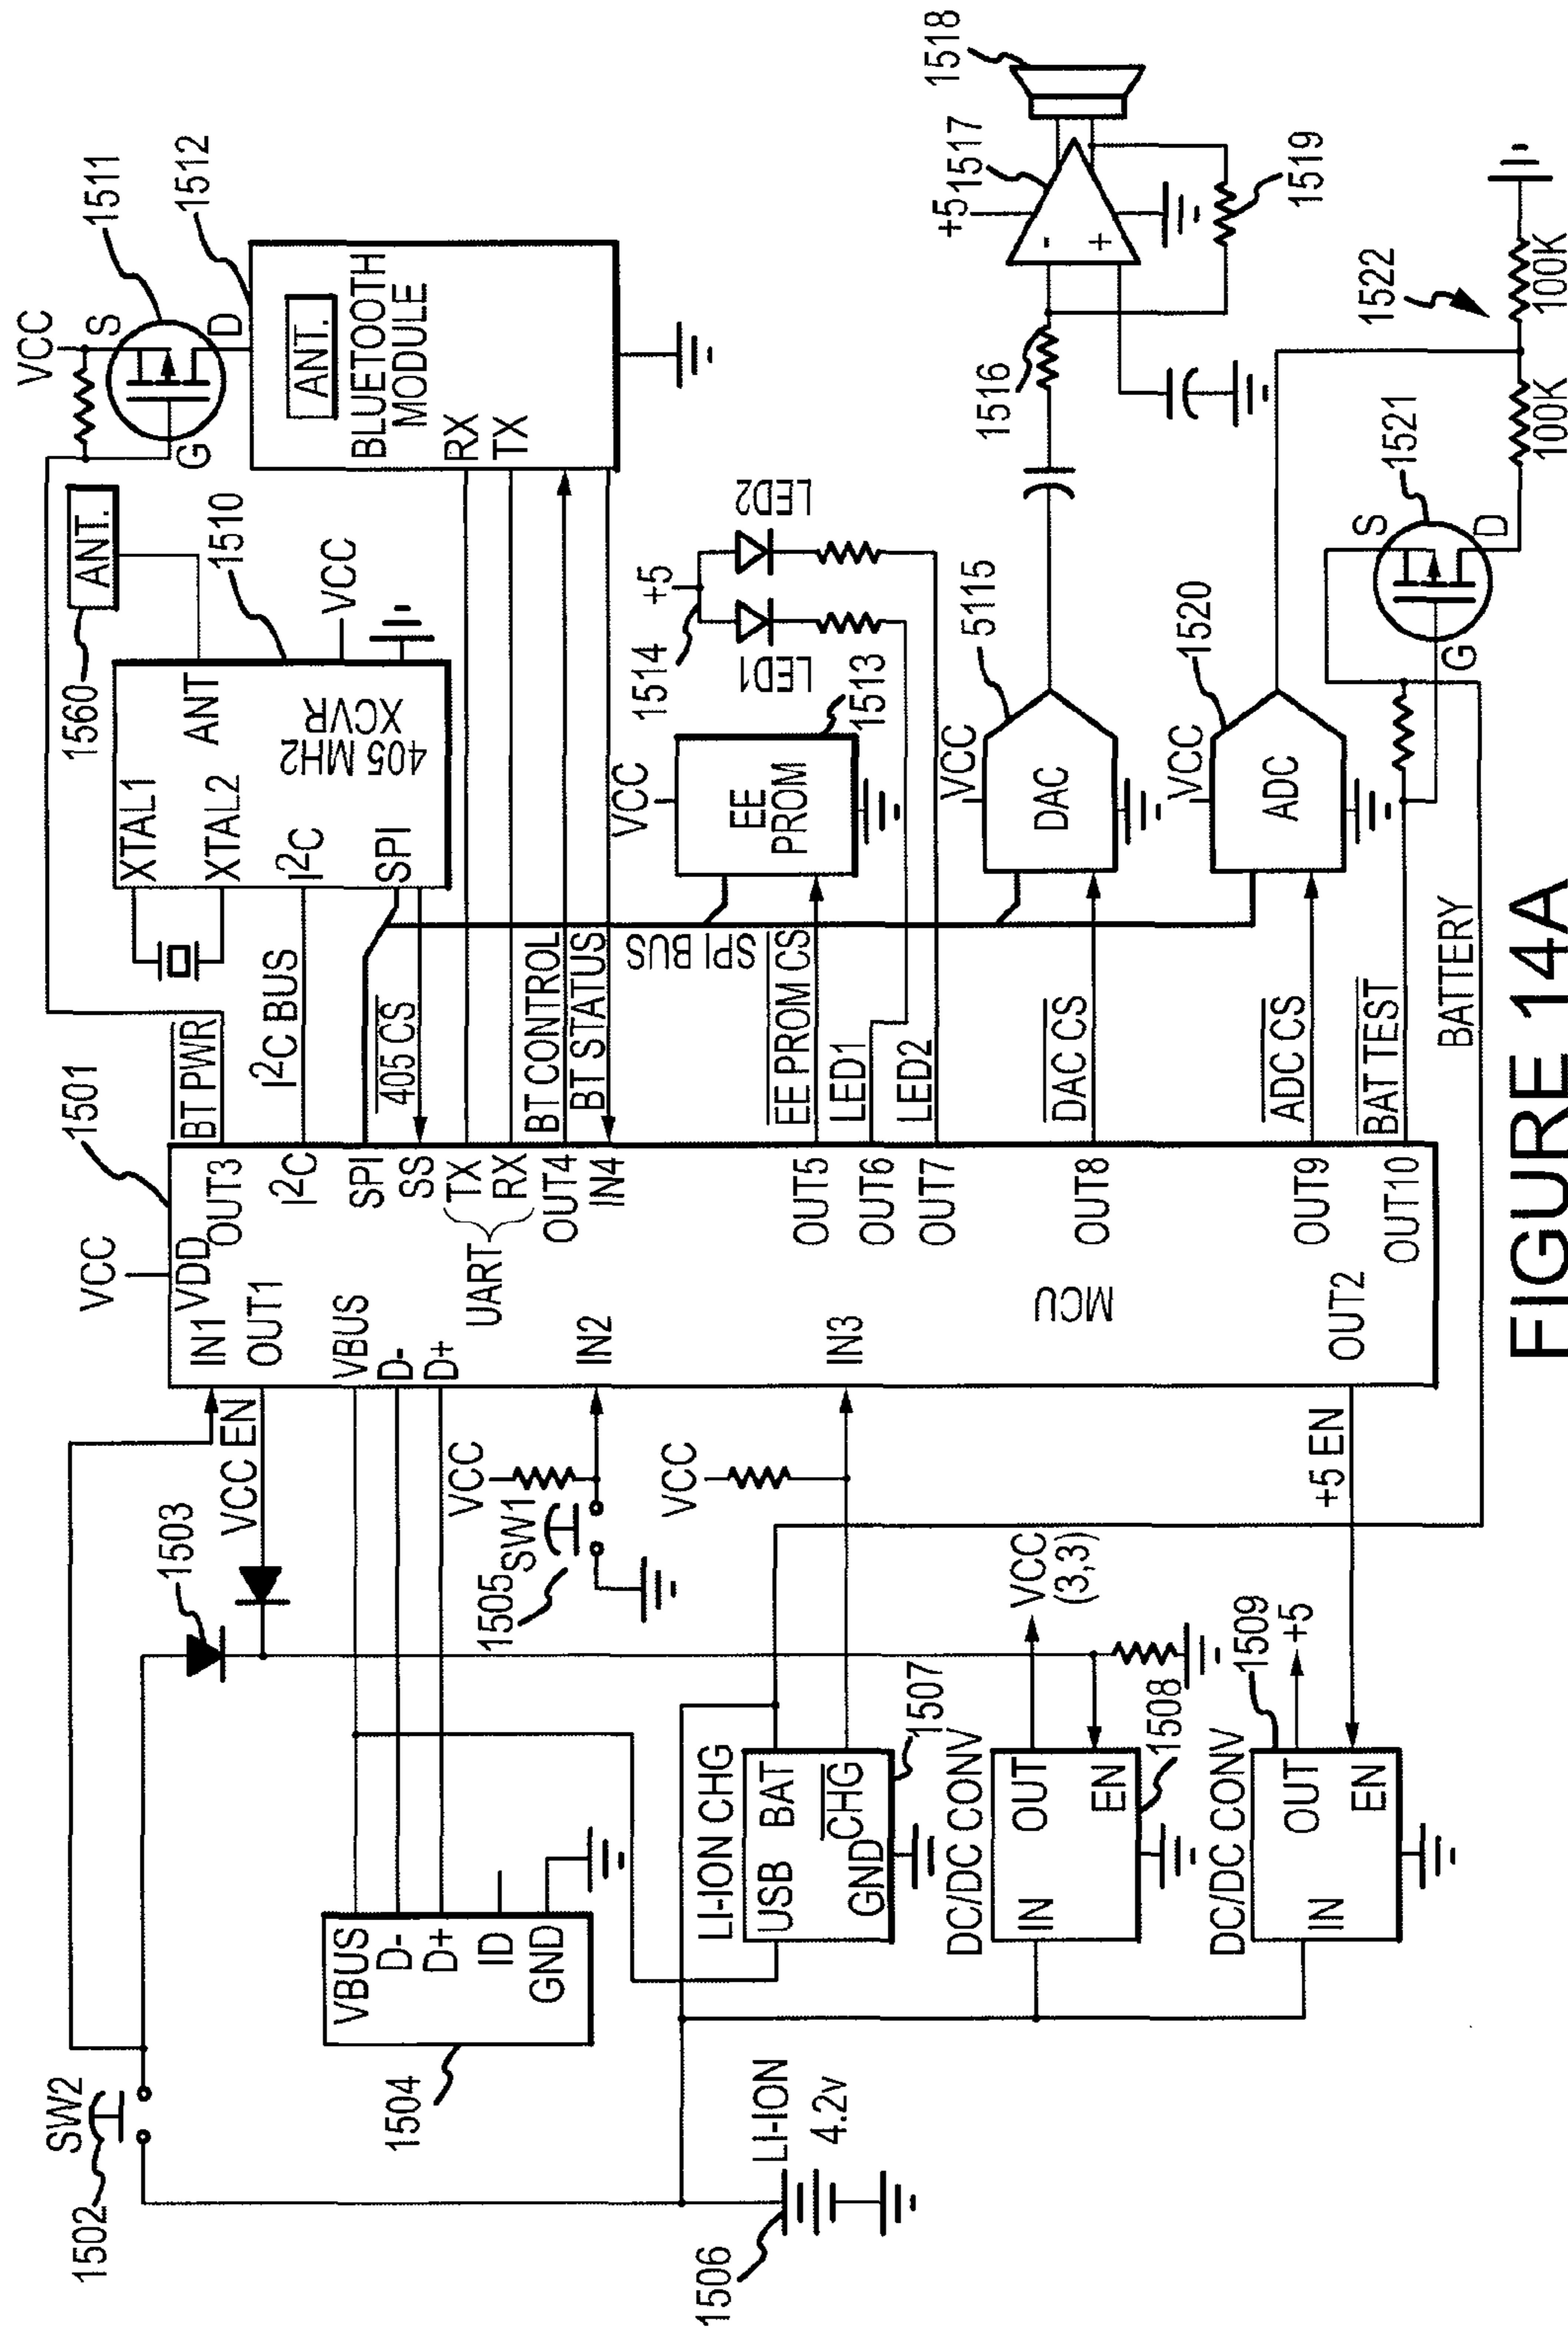 SW2
1502
1503
VCC
1501
VCC EN
IN1
VDD
OUT1
OUT3
I²C
SPI
SS
TX
RX
UART
OUT4
IN4
VBUS
D-
D+
IN2
IN3
OUT5
OUT6
OUT7
OUT8
OUT9
OUT10
OUT2
MCU
VBUS
D-
D+
ID
GND
1504
VCC
SW1
1505
VCC
1506
LI-ION
4.2v
LI-ION CHG
USB
BAT
CHG
GND
1507
DC/DC CONV
IN
OUT
EN
1508
VCC
(3,3)
DC/DC CONV
IN
OUT
EN
1509
+5
+5 EN
BT PWR
I²C BUS
405 CS
BT CONTROL
BT STATUS
SPI BUS
EE PROM CS
LED1
LED2
DAC CS
ADC CS
BAT TEST
BATTERY
XTAL1
XTAL2
I²C
SPI
ANT
405 MH2
XCVR
1560
ANT.
1510
VCC
VCC
S
D
G
1511
1512
ANT.
BLUETOOTH
MODULE
RX
TX
VCC
EE
PROM
1513
1514
+5
LED1
LED2
VCC
DAC
5115
1516
+5
1517
-
+
1518
1519
VCC
ADC
1520
S
D
G
1521
1522
100K
100K
FIGURE 14A